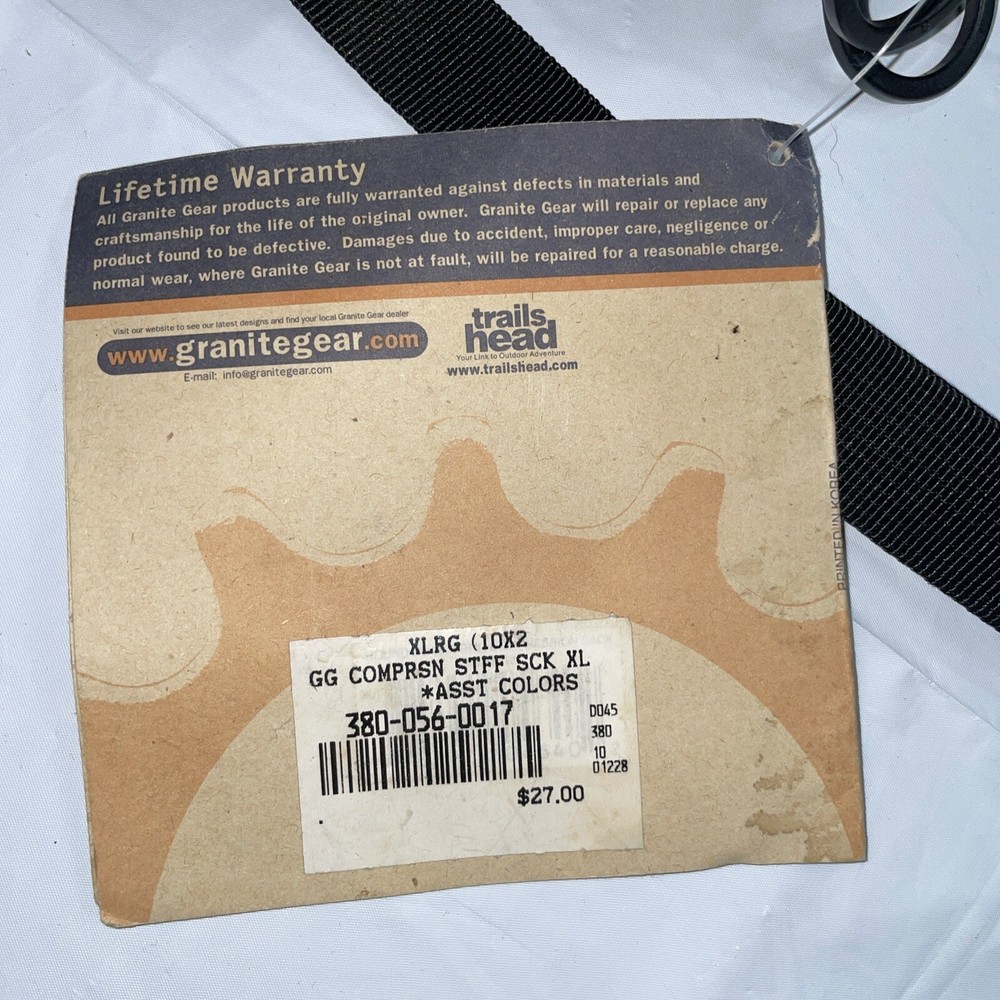 Lifetime Warranty
All Granite Gear products are fully warranted against defects in materials and
craftsmanship for the life of the original owner. Granite Gear will repair or replace any
product found to be defective. Damages due to accident, improper care, negligence or
normal wear, where Granite Gear is not at fault, will be repaired for a reasonable charge.
Visit our website to see our latest designs and find your local Granite Gear dealer
www.granitegear.com
E-mail: info@granitegear.com
trails
head
Your Link to Outdoor Adventure
www.trailshead.com
PRINTED IN KOREA
XLRG (10X2
GG COMPRSN STFF SCK XL
*ASST COLORS
380-056-0017
D045
380
10
01228
$27.00